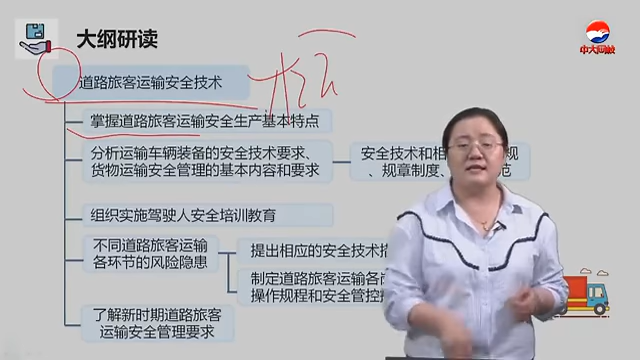 大纲研读
中大网校
道路旅客运输安全技术
掌握道路旅客运输安全生产基本特点
分析运输车辆装备的安全技术要求、
货物运输安全管理的基本内容和要求
安全技术和相
规
、规章制度、
范
组织实施驾驶人安全培训教育
不同道路旅客运输
各环节的风险隐患
提出相应的安全技术措
制定道路旅客运输各岗
操作规程和安全管控
了解新时期道路旅客
运输安全管理要求